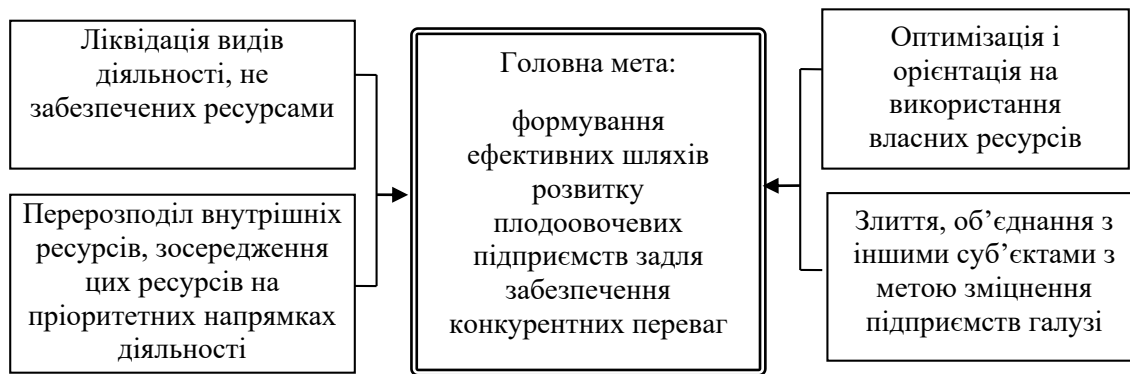 Ліквідація видів
діяльності, не
забезпечених ресурсами
Перерозподіл внутрішніх
ресурсів, зосередження
цих ресурсів на
пріоритетних напрямках
діяльності
Головна мета:
формування
ефективних шляхів
розвитку
плодоовочевих
підприємств задля
забезпечення
конкурентних переваг
Оптимізація і
орієнтація на
використання
власних ресурсів
Злиття, об’єднання з
іншими суб’єктами з
метою зміцнення
підприємств галузі